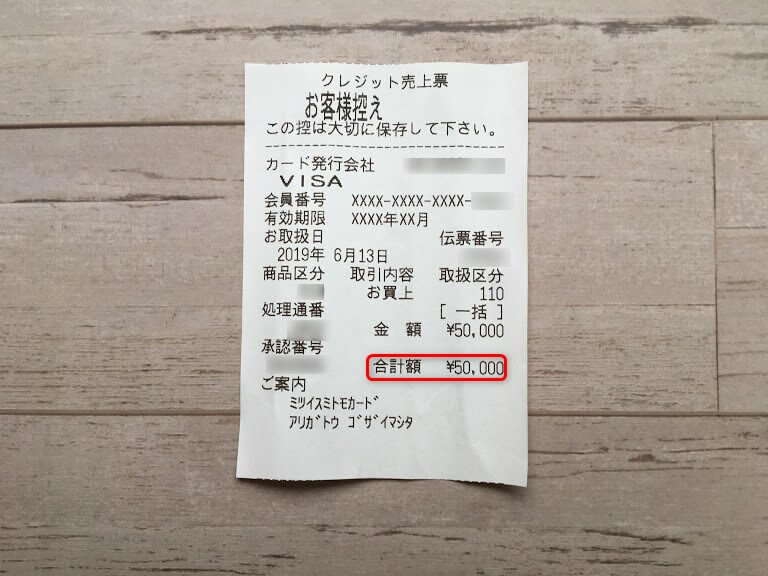 クレジット売上票
お客様控え
この控は大切に保存して下さい。
カード発行会社
VISA
会員番号 XXXX-XXXX-XXXX-
有効期限 XXXX年XX月
お取扱日 伝票番号
2019年 6月13日
商品区分 取引内容 取扱区分
お買上 110
処理通番 [ 一括 ]
金 額 ¥50,000
承認番号
合計額 ¥50,000
ご案内
ﾐﾂｲｽﾐﾄﾓｶｰﾄﾞ
ｱﾘｶﾞﾄｳ ｺﾞｻﾞｲﾏｼﾀ